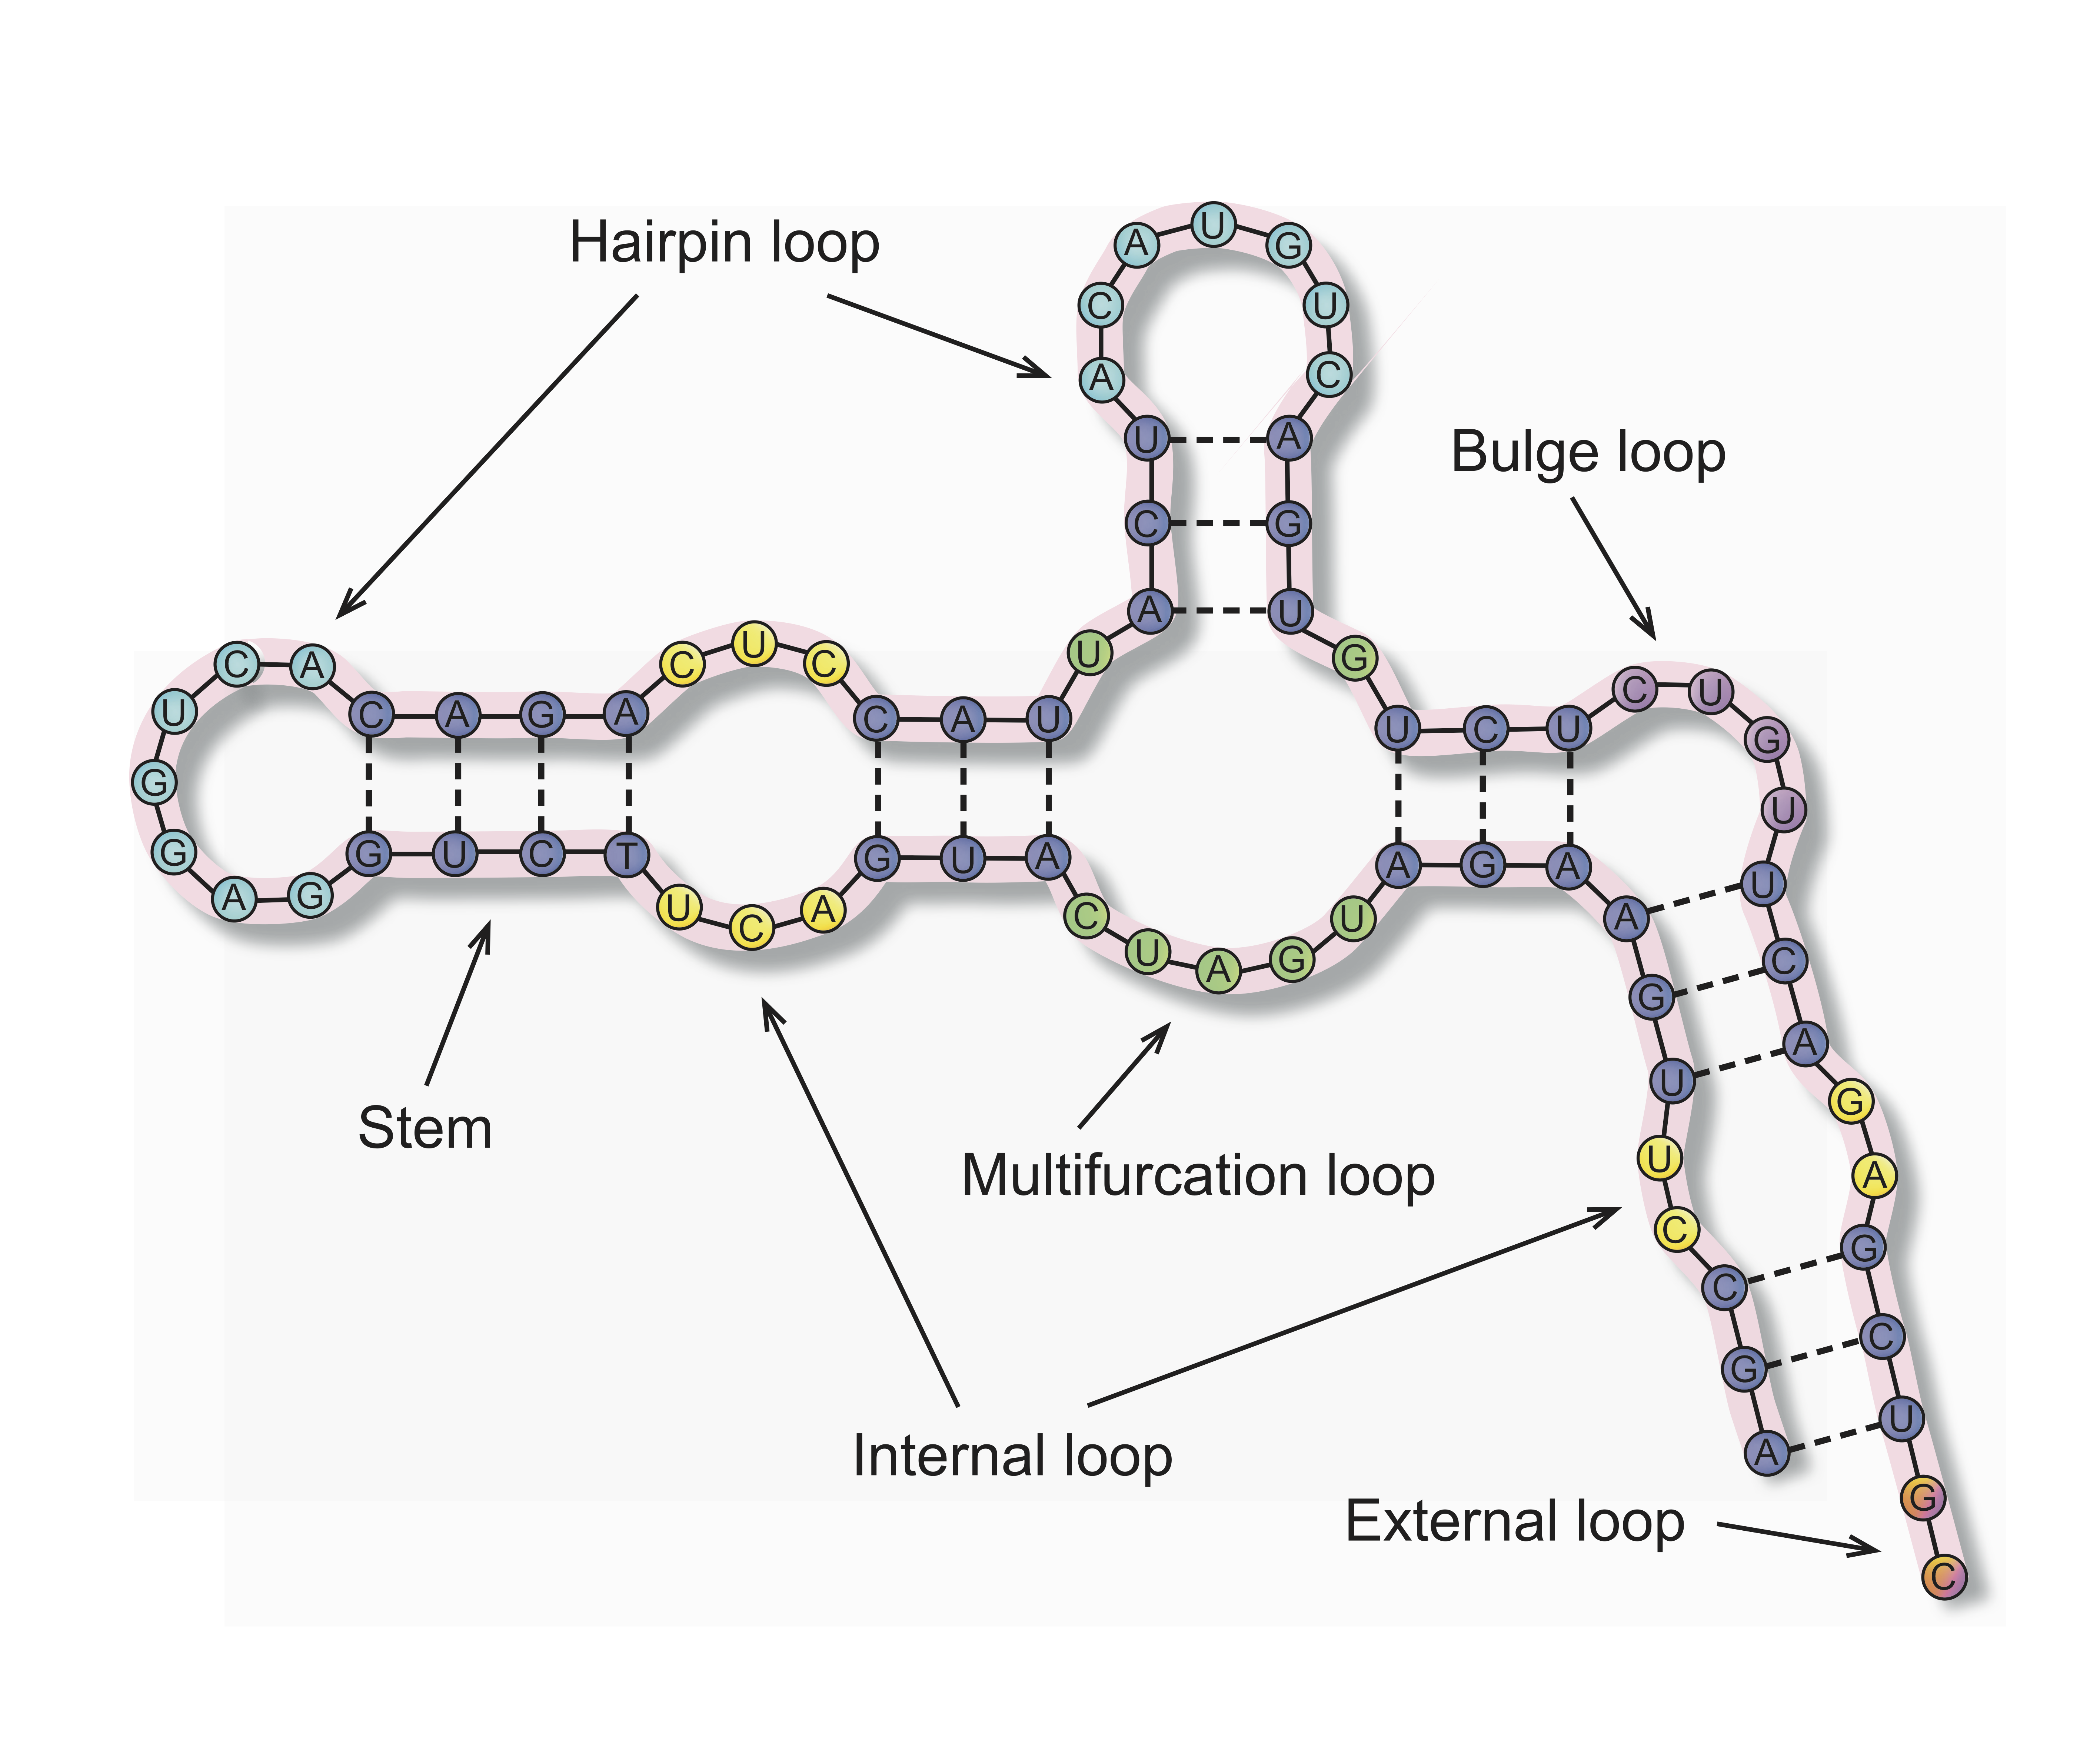 Hairpin loop
A U G
C U
A C
U A
Bulge loop
C G
A U
C A U G
U C A G A C U C C A U U C U C U G
G U
G G U C T G U A A G A A U
A G U C A C U A G U A C
G A
U G
Stem
Multifurcation loop
U A
C G
C
G C
Internal loop
A U
External loop
G
C